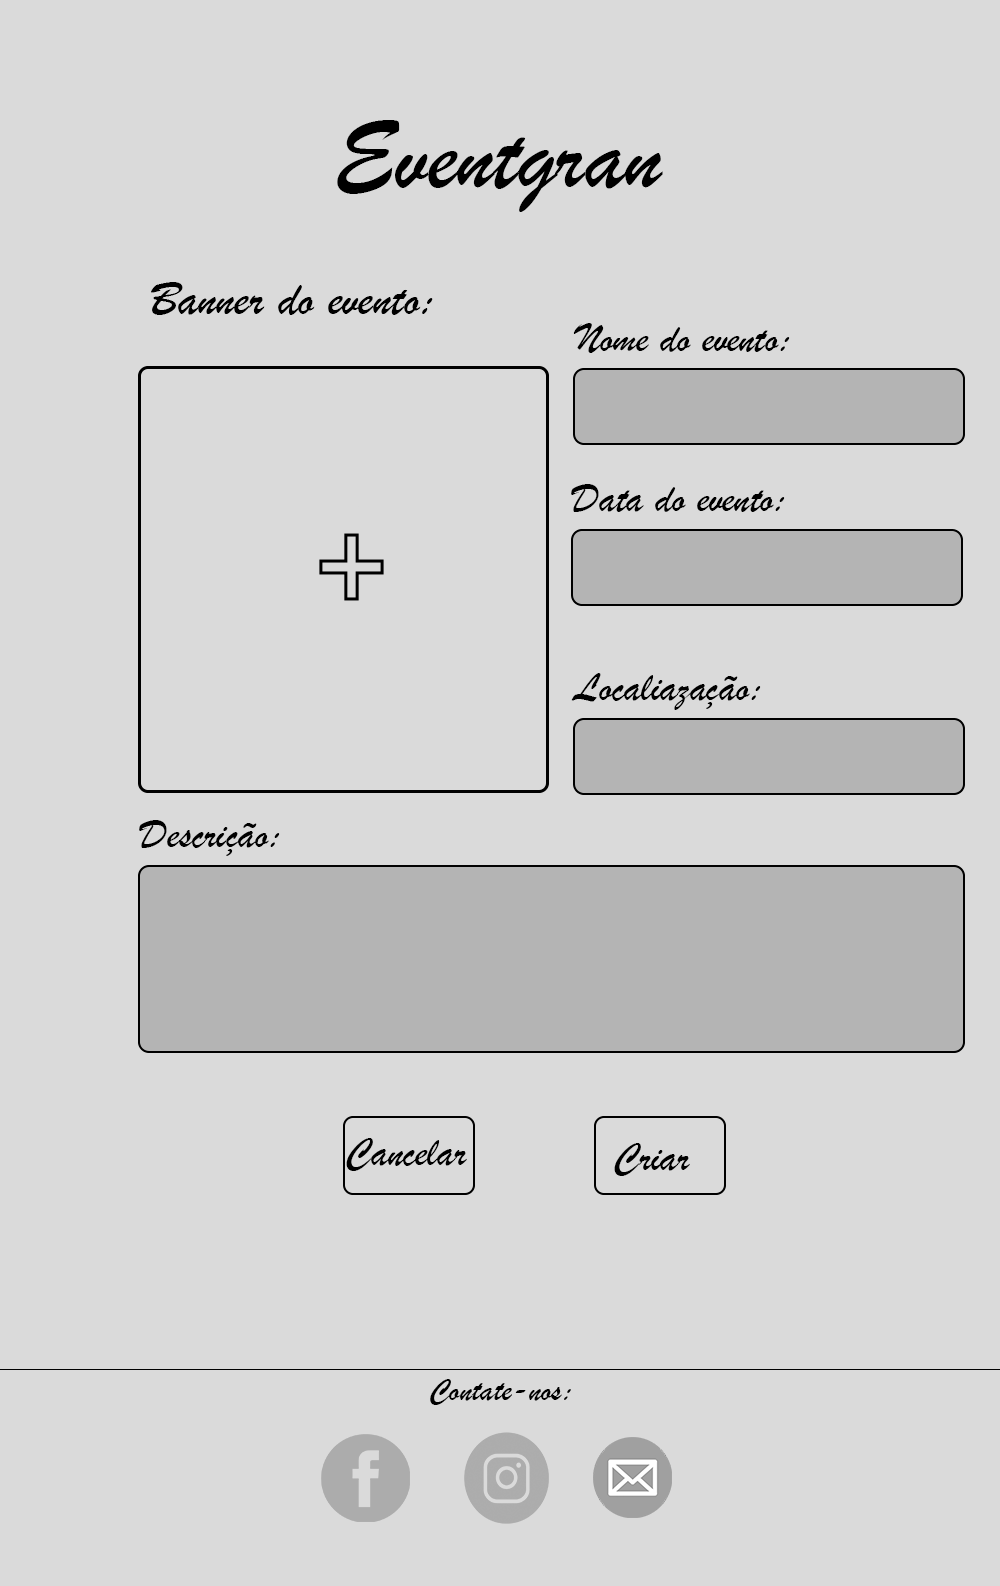 Eventgran
Banner do evento:
Nome do evento:
Data do evento:
Localiazação:
Descrição:
Cancelar
Criar
Contate-nos: